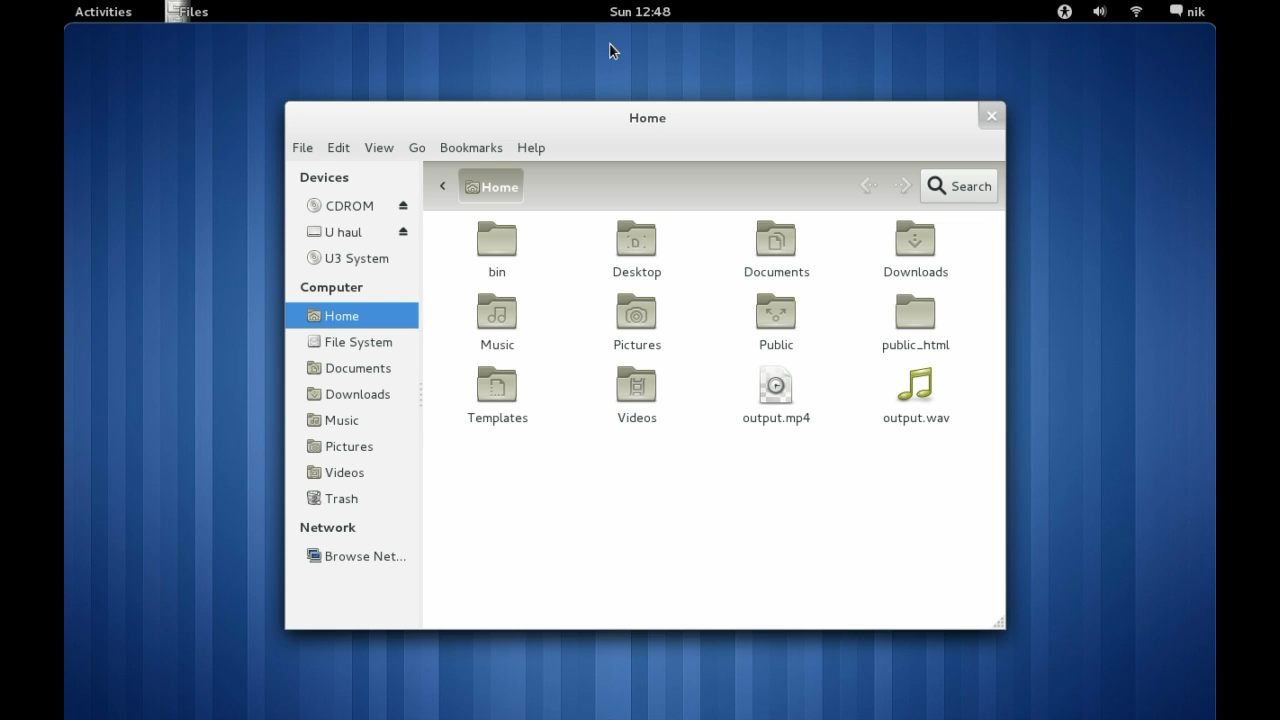 Activities Files Sun 12:48 nik
Home
File Edit View Go Bookmarks Help
Devices
CDROM
U haul
U3 System
Computer
Home
File System
Documents
Downloads
Music
Pictures
Videos
Trash
Network
Browse Net...
Home Search
bin Desktop Documents Downloads
Music Pictures Public public_html
Templates Videos output.mp4 output.wav